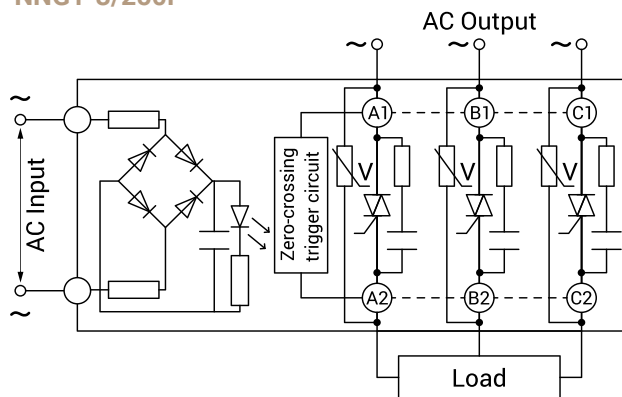 AC Output
~ ~ ~
~
A1 B1 C1
V V V
AC Input
Zero-crossing
trigger circuit
A2 B2 C2
~
Load